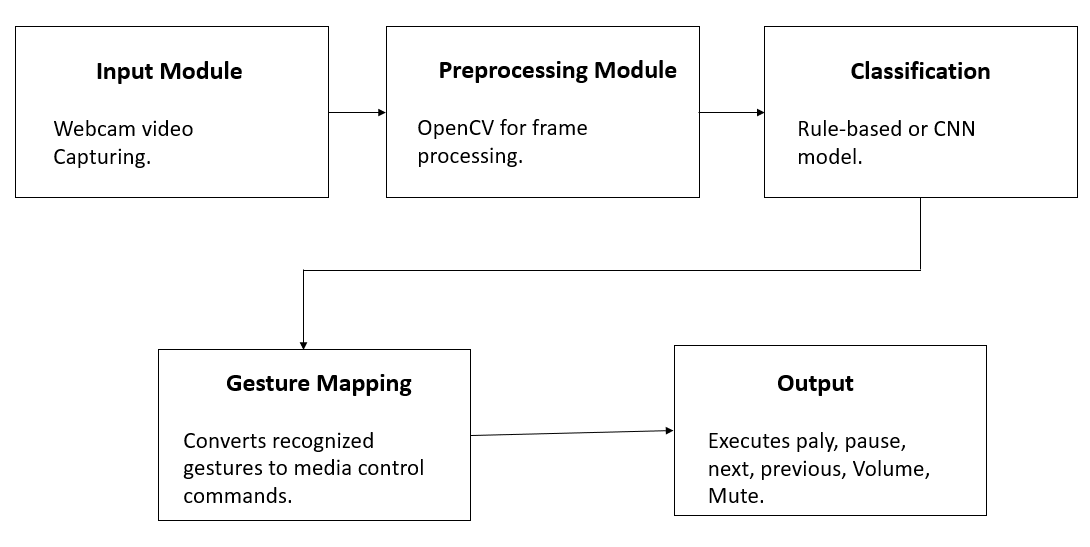 Input Module
Webcam video
Capturing.
Preprocessing Module
OpenCV for frame
processing.
Classification
Rule-based or CNN
model.
Gesture Mapping
Converts recognized
gestures to media control
commands.
Output
Executes paly, pause,
next, previous, Volume,
Mute.